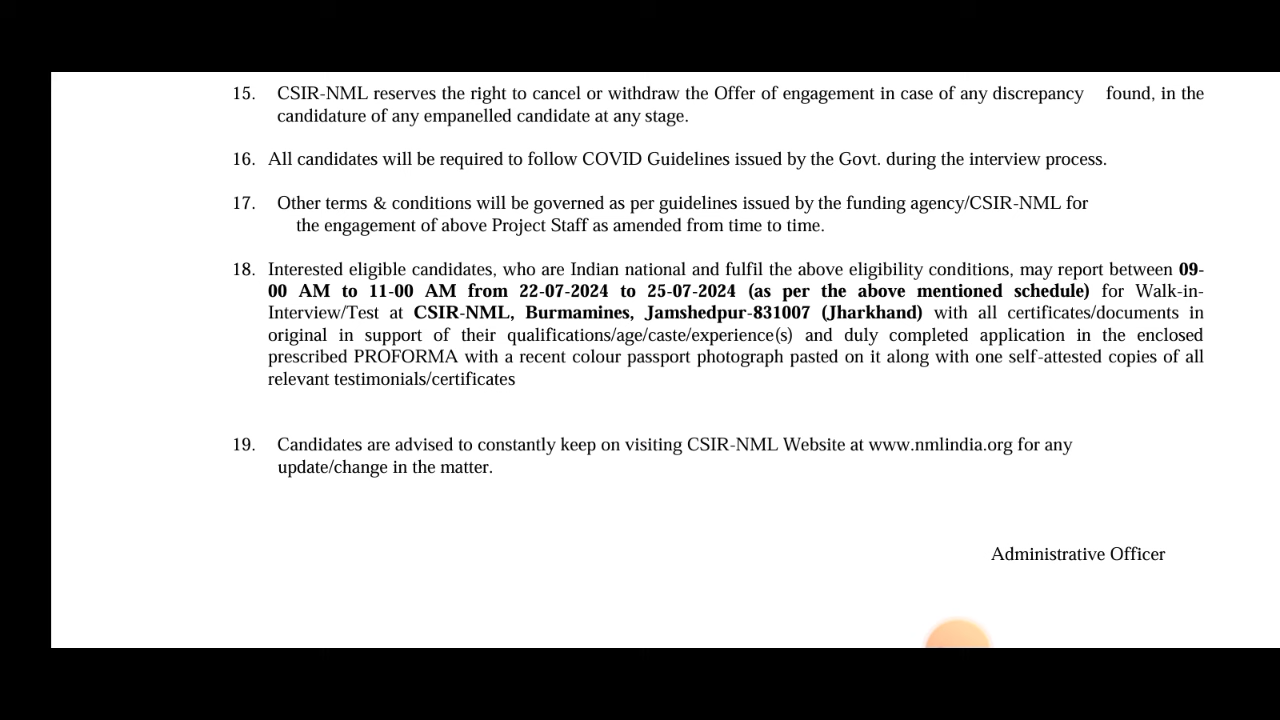 15. CSIR-NML reserves the right to cancel or withdraw the Offer of engagement in case of any discrepancy found, in the
candidature of any empanelled candidate at any stage.
16. All candidates will be required to follow COVID Guidelines issued by the Govt. during the interview process.
17. Other terms & conditions will be governed as per guidelines issued by the funding agency/CSIR-NML for
the engagement of above Project Staff as amended from time to time.
18. Interested eligible candidates, who are Indian national and fulfil the above eligibility conditions, may report between 09-
00 AM to 11-00 AM from 22-07-2024 to 25-07-2024 (as per the above mentioned schedule) for Walk-in-
Interview/Test at CSIR-NML, Burmamines, Jamshedpur-831007 (Jharkhand) with all certificates/documents in
original in support of their qualifications/age/caste/experience(s) and duly completed application in the enclosed
prescribed PROFORMA with a recent colour passport photograph pasted on it along with one self-attested copies of all
relevant testimonials/certificates
19. Candidates are advised to constantly keep on visiting CSIR-NML Website at www.nmlindia.org for any
update/change in the matter.
Administrative Officer